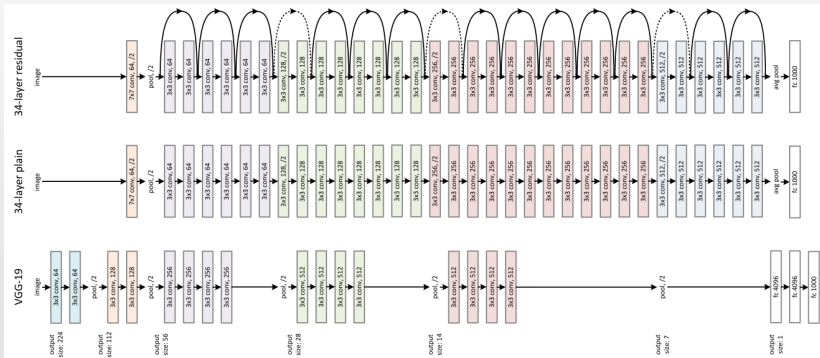 34-layer residual
image
7x7 conv, 64, /2
pool, /2
3x3 conv, 64
3x3 conv, 64
3x3 conv, 64
3x3 conv, 64
3x3 conv, 64
3x3 conv, 64
3x3 conv, 128, /2
3x3 conv, 128
3x3 conv, 128
3x3 conv, 128
3x3 conv, 128
3x3 conv, 128
3x3 conv, 128
3x3 conv, 128
3x3 conv, 256, /2
3x3 conv, 256
3x3 conv, 256
3x3 conv, 256
3x3 conv, 256
3x3 conv, 256
3x3 conv, 256
3x3 conv, 256
3x3 conv, 256
3x3 conv, 256
3x3 conv, 256
3x3 conv, 256
3x3 conv, 512, /2
3x3 conv, 512
3x3 conv, 512
3x3 conv, 512
3x3 conv, 512
3x3 conv, 512
avg pool
fc 1000
34-layer plain
image
7x7 conv, 64, /2
pool, /2
3x3 conv, 64
3x3 conv, 64
3x3 conv, 64
3x3 conv, 64
3x3 conv, 64
3x3 conv, 64
3x3 conv, 128, /2
3x3 conv, 128
3x3 conv, 128
3x3 conv, 128
3x3 conv, 128
3x3 conv, 128
3x3 conv, 128
3x3 conv, 128
3x3 conv, 256, /2
3x3 conv, 256
3x3 conv, 256
3x3 conv, 256
3x3 conv, 256
3x3 conv, 256
3x3 conv, 256
3x3 conv, 256
3x3 conv, 256
3x3 conv, 256
3x3 conv, 256
3x3 conv, 256
3x3 conv, 512, /2
3x3 conv, 512
3x3 conv, 512
3x3 conv, 512
3x3 conv, 512
3x3 conv, 512
avg pool
fc 1000
VGG-19
image
3x3 conv, 64
3x3 conv, 64
pool, /2
3x3 conv, 128
3x3 conv, 128
pool, /2
3x3 conv, 256
3x3 conv, 256
3x3 conv, 256
3x3 conv, 256
pool, /2
3x3 conv, 512
3x3 conv, 512
3x3 conv, 512
3x3 conv, 512
pool, /2
3x3 conv, 512
3x3 conv, 512
3x3 conv, 512
3x3 conv, 512
pool, /2
fc 4096
fc 4096
fc 1000
output
size: 224
output
size: 112
output
size: 56
output
size: 28
output
size: 14
output
size: 7
output
size: 1